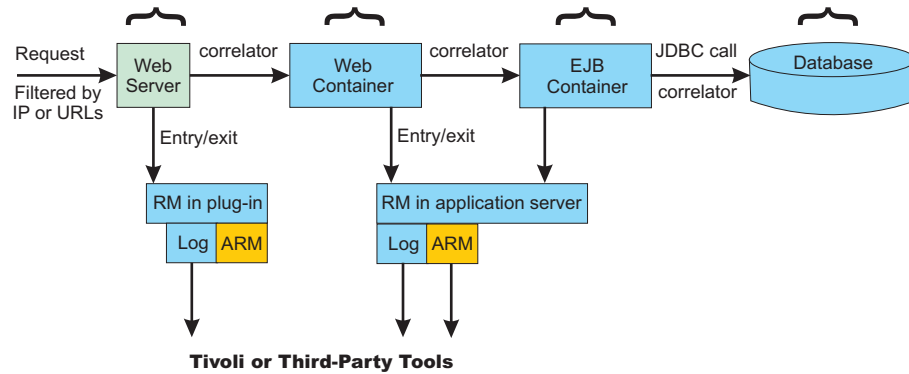 Request
Filtered by
IP or URLs
Web
Server
correlator
Web
Container
correlator
EJB
Container
JDBC call
correlator
Database
Entry/exit
Entry/exit
RM in plug-in
Log
ARM
RM in application server
Log
ARM
Tivoli or Third-Party Tools